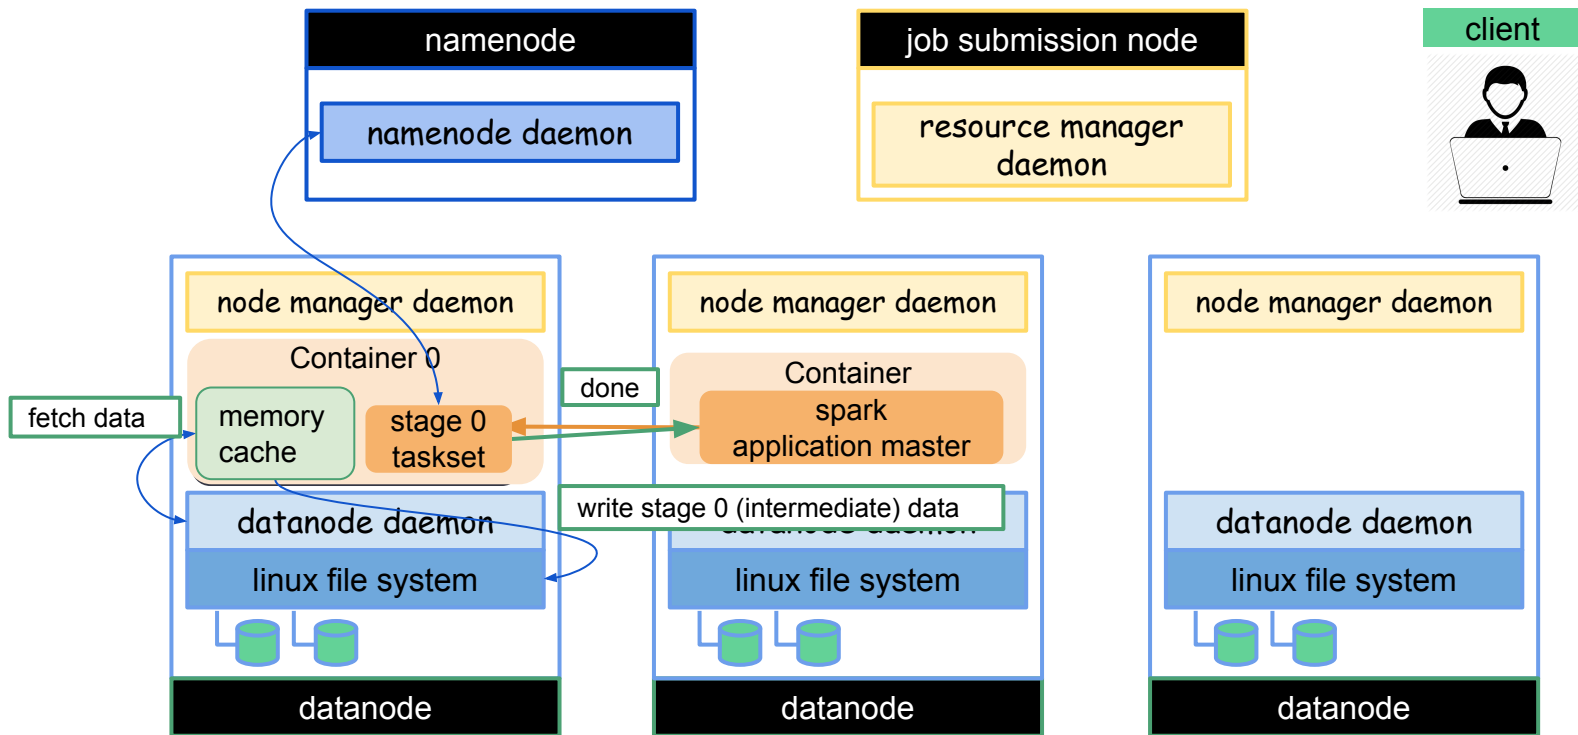 namenode
job submission node
client
namenode daemon
resource manager
daemon
node manager daemon
node manager daemon
node manager daemon
Container 0
Container
done
fetch data
memory
cache
stage 0
taskset
spark
application master
write stage 0 (intermediate) data
datanode daemon
datanode daemon
datanode daemon
linux file system
linux file system
linux file system
datanode
datanode
datanode